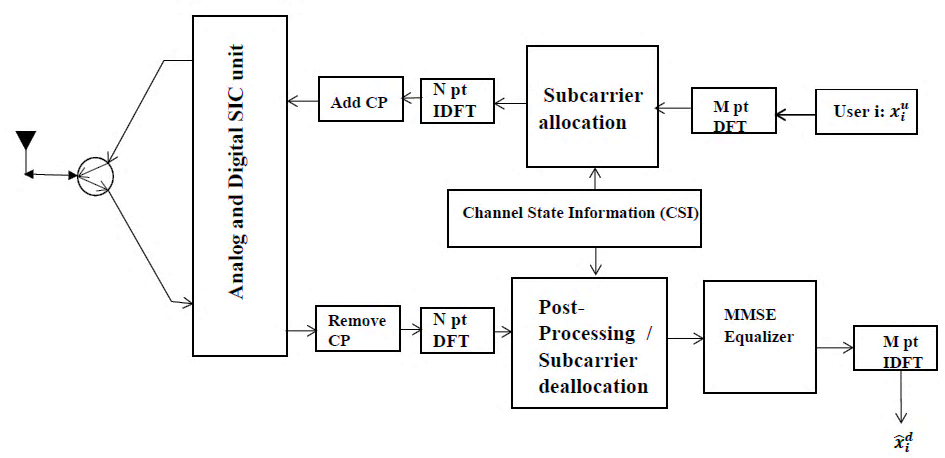 Analog and Digital SIC unit
Add CP
N pt
IDFT
Subcarrier
allocation
M pt
DFT
User i: $x_i^u$
Channel State Information (CSI)
Remove
CP
N pt
DFT
Post-
Processing /
Subcarrier
deallocation
MMSE
Equalizer
M pt
IDFT
$\widehat{x}_i^d$